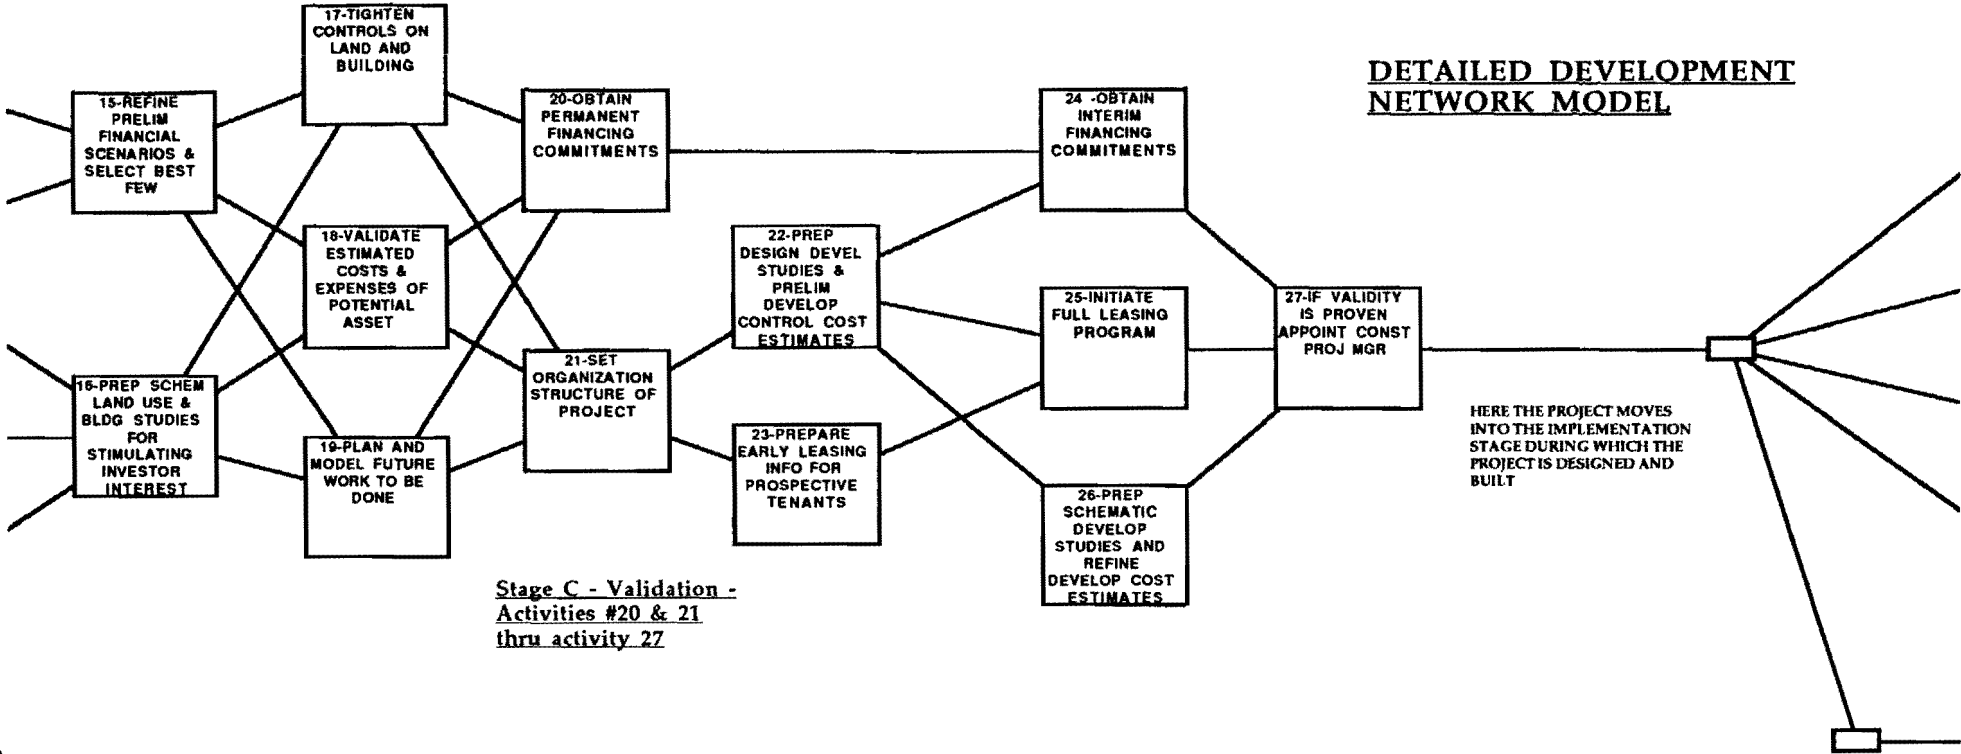 17-TIGHTEN
CONTROLS ON
LAND AND
BUILDING
DETAILED DEVELOPMENT
NETWORK MODEL
15-REFINE
PRELIM
FINANCIAL
SCENARIOS &
SELECT BEST
FEW
20-OBTAIN
PERMANENT
FINANCING
COMMITMENTS
24 -OBTAIN
INTERIM
FINANCING
COMMITMENTS
18-VALIDATE
ESTIMATED
COSTS &
EXPENSES OF
POTENTIAL
ASSET
22-PREP
DESIGN DEVEL
STUDIES &
PRELIM
DEVELOP
CONTROL COST
ESTIMATES
25-INITIATE
FULL LEASING
PROGRAM
27-IF VALIDITY
IS PROVEN
APPOINT CONST
PROJ MGR
16-PREP SCHEM
LAND USE &
BLDG STUDIES
FOR
STIMULATING
INVESTOR
INTEREST
21-SET
ORGANIZATION
STRUCTURE OF
PROJECT
19-PLAN AND
MODEL FUTURE
WORK TO BE
DONE
23-PREPARE
EARLY LEASING
INFO FOR
PROSPECTIVE
TENANTS
26-PREP
SCHEMATIC
DEVELOP
STUDIES AND
REFINE
DEVELOP COST
ESTIMATES
HERE THE PROJECT MOVES
INTO THE IMPLEMENTATION
STAGE DURING WHICH THE
PROJECT IS DESIGNED AND
BUILT
Stage C - Validation -
Activities #20 & 21
thru activity 27